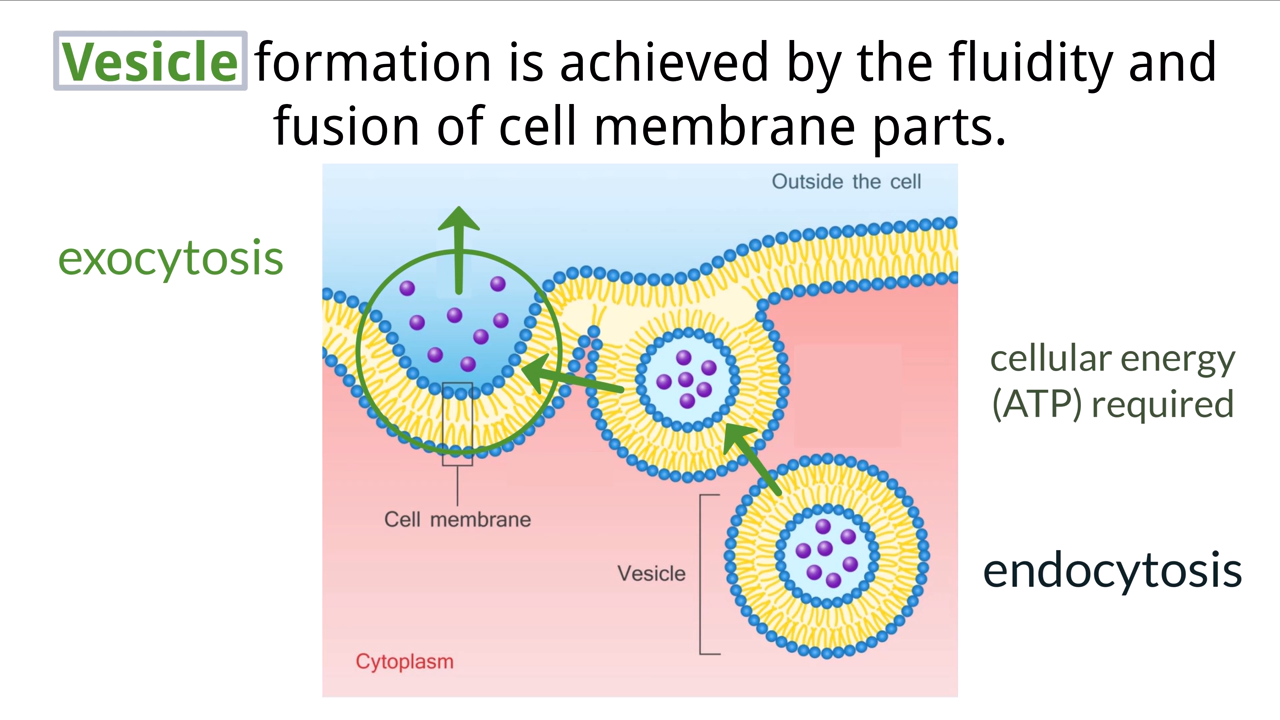 Vesicle formation is achieved by the fluidity and
fusion of cell membrane parts.
Outside the cell
exocytosis
cellular energy
(ATP) required
Cell membrane
Vesicle
endocytosis
Cytoplasm